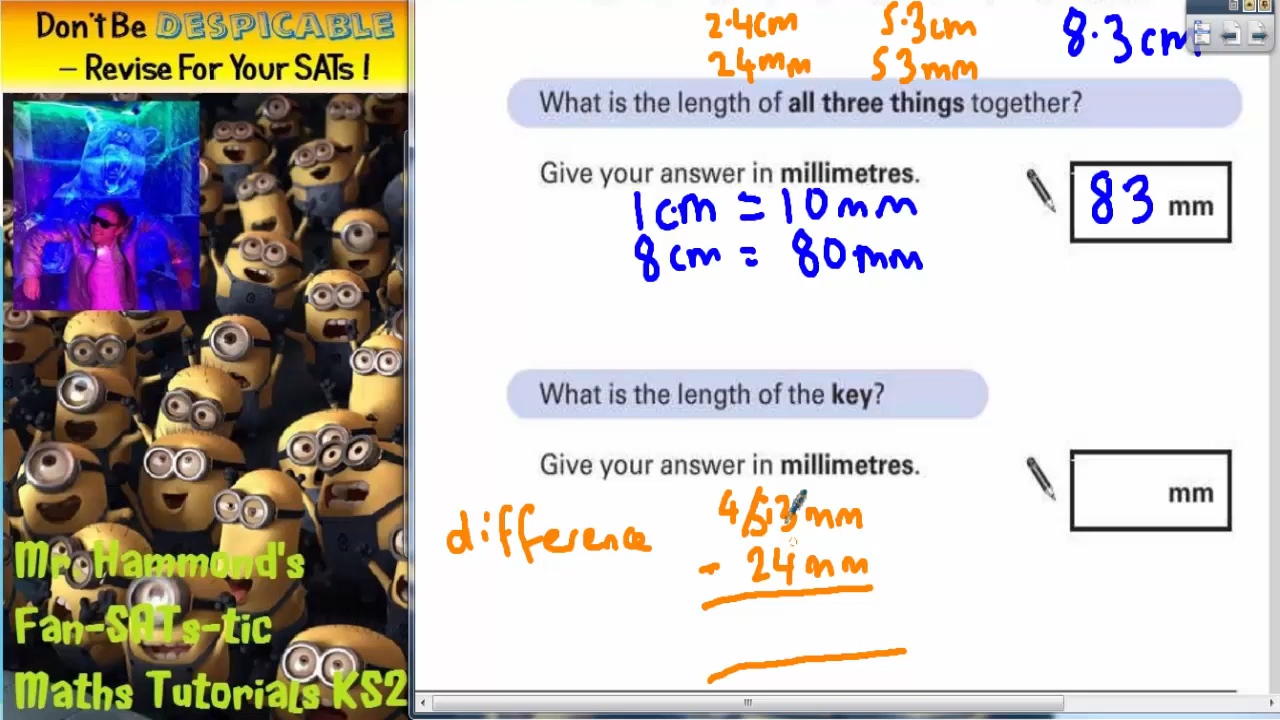 Don't Be DESPICABLE
– Revise For Your SATs !
Mr Hammond's
Fan-SATs-tic
Maths Tutorials KS2
2.4cm 5.3cm 8.3cm
24mm 53mm
What is the length of all three things together?
Give your answer in millimetres.
83 mm
1cm = 10mm
8cm = 80mm
What is the length of the key?
Give your answer in millimetres.
mm
difference
4 513mm
- 24mm